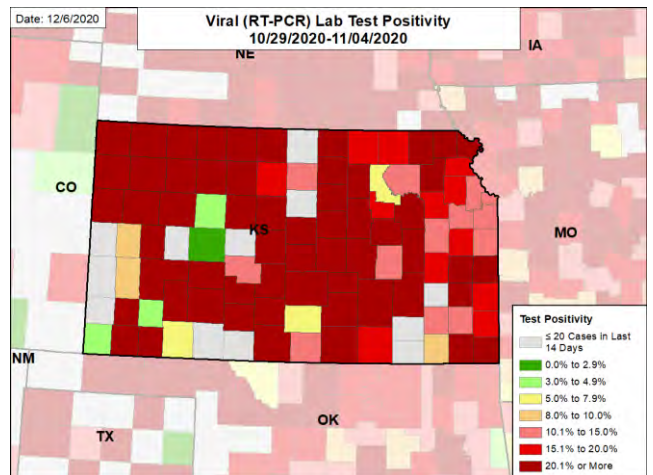 Date: 12/6/2020
Viral (RT-PCR) Lab Test Positivity
10/29/2020-11/04/2020
NE
IA
CO
KS
MO
NM
OK
TX
Test Positivity
≤ 20 Cases in Last
14 Days
0.0% to 2.9%
3.0% to 4.9%
5.0% to 7.9%
8.0% to 10.0%
10.1% to 15.0%
15.1% to 20.0%
20.1% or More